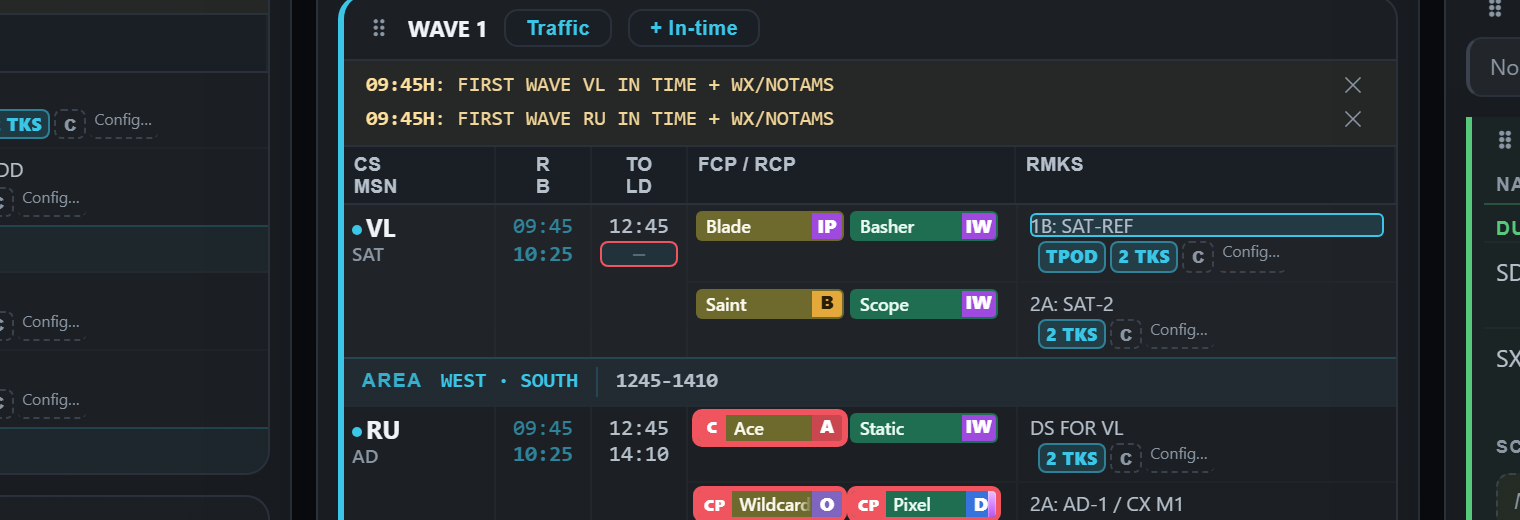 WAVE 1 Traffic + In-time
No
09:45H: FIRST WAVE VL IN TIME + WX/NOTAMS
09:45H: FIRST WAVE RU IN TIME + WX/NOTAMS
TKS C Config...
DD
Config...
Config...
Config...
CS R TO FCP / RCP RMKS
MSN B LD
VL 09:45 12:45 Blade IP Basher IW 1B: SAT-REF
SAT 10:25 – TPOD 2 TKS C Config...
Saint B Scope IW 2A: SAT-2
2 TKS C Config...
AREA WEST · SOUTH 1245-1410
RU 09:45 12:45 C Ace A Static IW DS FOR VL
AD 10:25 14:10 2 TKS C Config...
CP Wildcard O CP Pixel D 2A: AD-1 / CX M1
NA
DU
SD
SX
SC